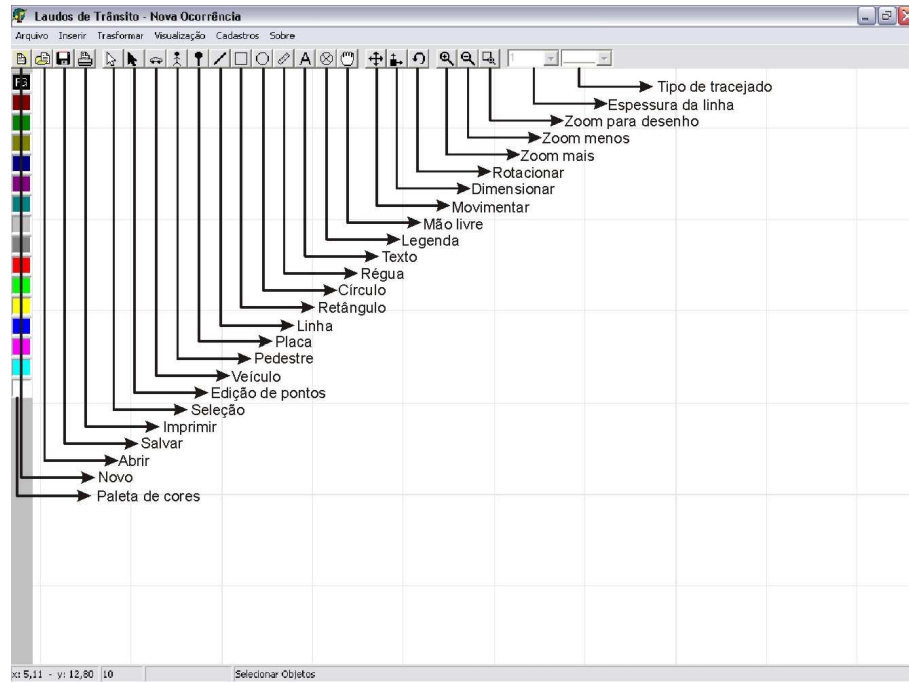 Laudos de Trânsito - Nova Ocorrência
Arquivo Inserir Trasformar Visualização Cadastros Sobre
A 1
FS
Tipo de tracejado
Espessura da linha
Zoom para desenho
Zoom menos
Zoom mais
Rotacionar
Dimensionar
Movimentar
Mão livre
Legenda
Texto
Régua
Círculo
Retângulo
Linha
Placa
Pedestre
Veículo
Edição de pontos
Seleção
Imprimir
Salvar
Abrir
Novo
Paleta de cores
x: 5,11 - y: 12,80 10 Selecionar Objetos